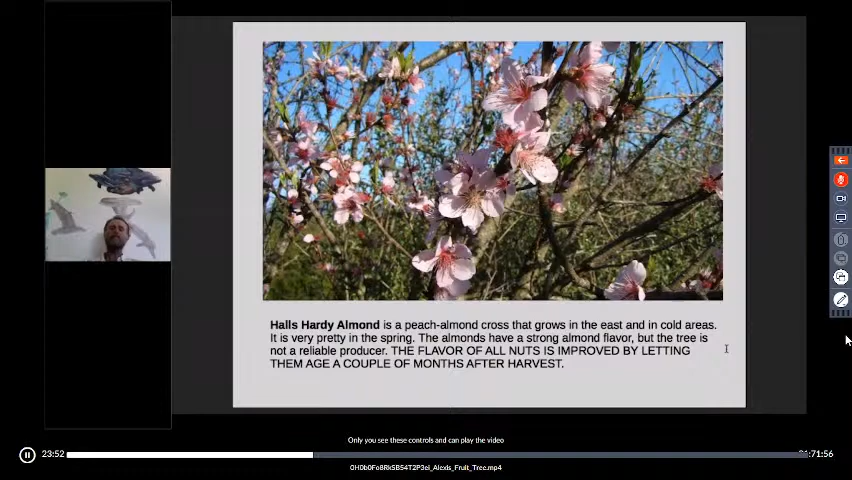 Halls Hardy Almond is a peach-almond cross that grows in the east and in cold areas.
It is very pretty in the spring. The almonds have a strong almond flavor, but the tree is
not a reliable producer. THE FLAVOR OF ALL NUTS IS IMPROVED BY LETTING
THEM AGE A COUPLE OF MONTHS AFTER HARVEST.
Only you see these controls and can play the video
23:52
:71:56